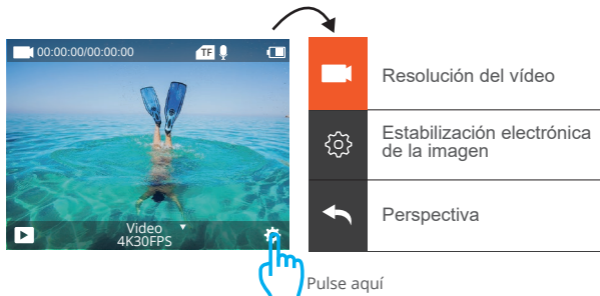 00:00:00/00:00:00
TF
Video
4K30FPS
Resolución del vídeo
Estabilización electrónica
de la imagen
Perspectiva
Pulse aquí